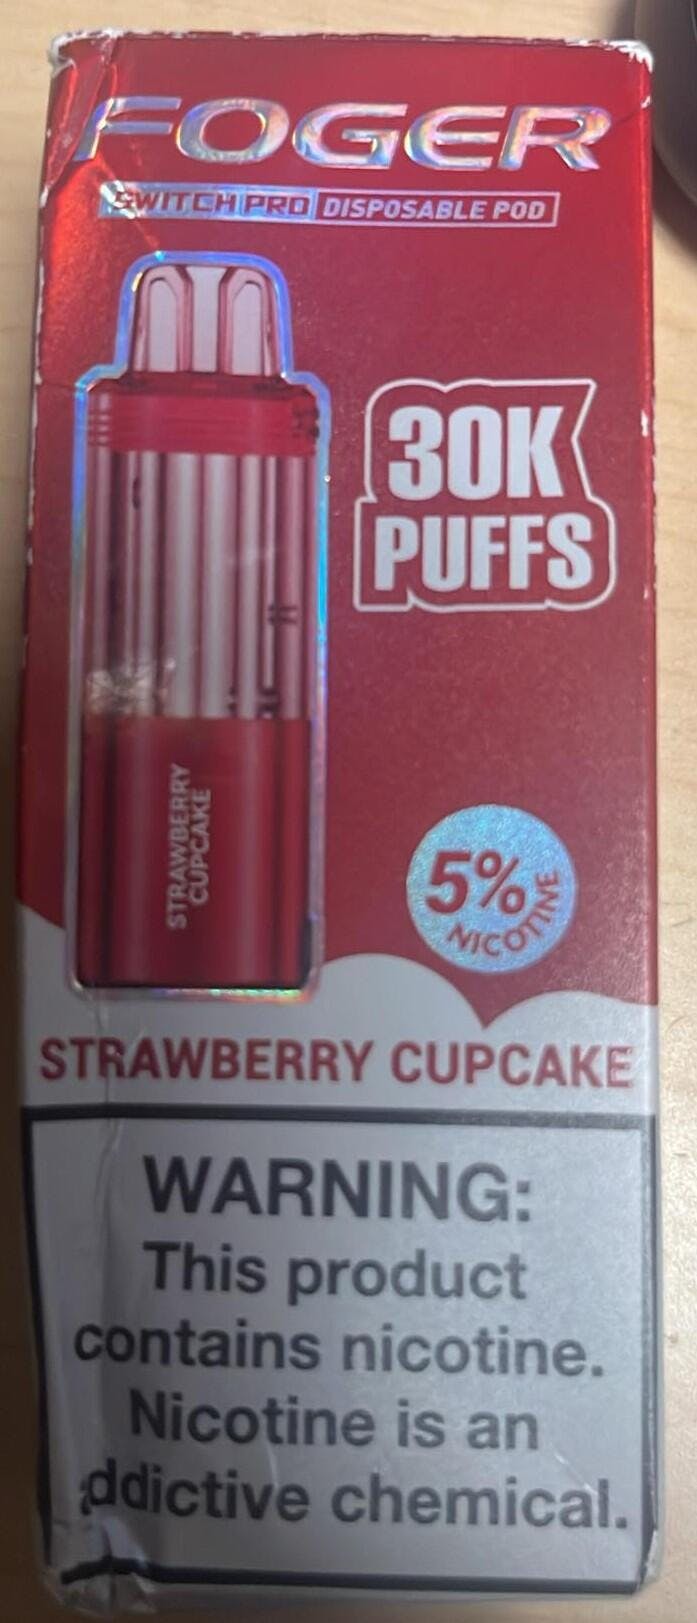 FOGER
SWITCH PRO DISPOSABLE POD
30K
PUFFS
STRAWBERRY
CUPCAKE
5%
NICOTINE
STRAWBERRY CUPCAKE
WARNING:
This product
contains nicotine.
Nicotine is an
addictive chemical.